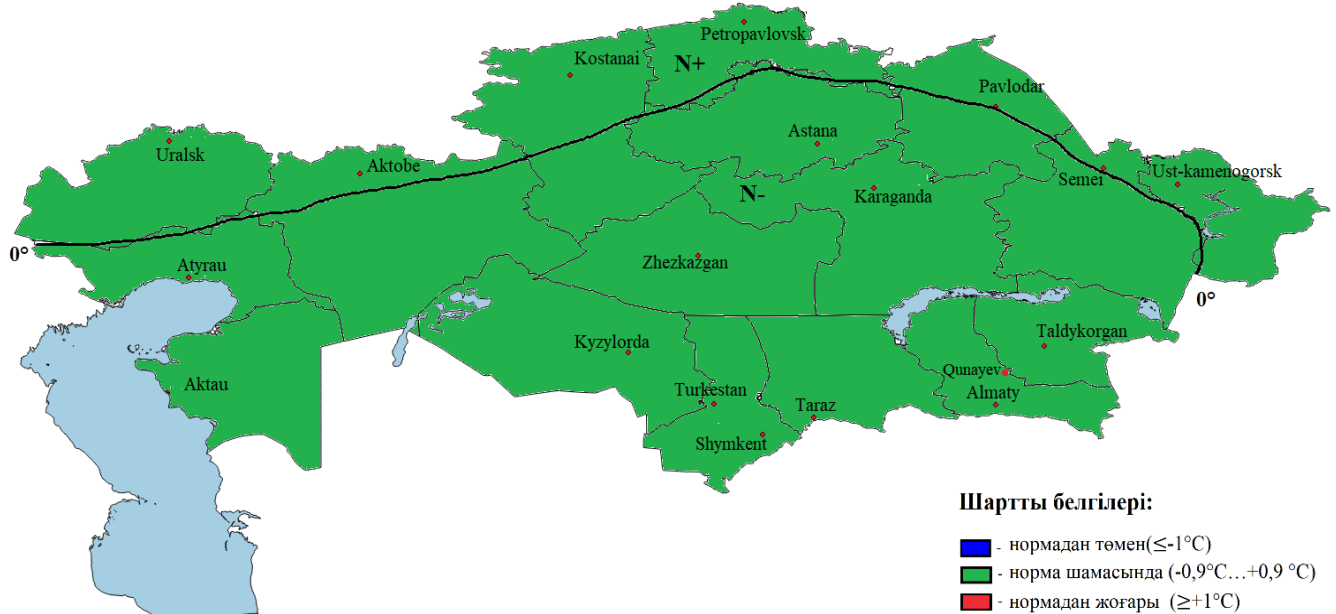 Petropavlovsk
Kostanai
N+
Pavlodar
Astana
Uralsk
Aktobe
Semei
Ust-kamenogorsk
N-
Karaganda
0°
Atyrau
Zhezkazgan
0°
Taldykorgan
Kyzylorda
Qunayev
Aktau
Turkestan
Almaty
Taraz
Shymkent
Шартты белгілері:
- нормадан төмен(≤-1°C)
- норма шамасында (-0,9°C...+0,9 °C)
- нормадан жоғары (≥+1°C)